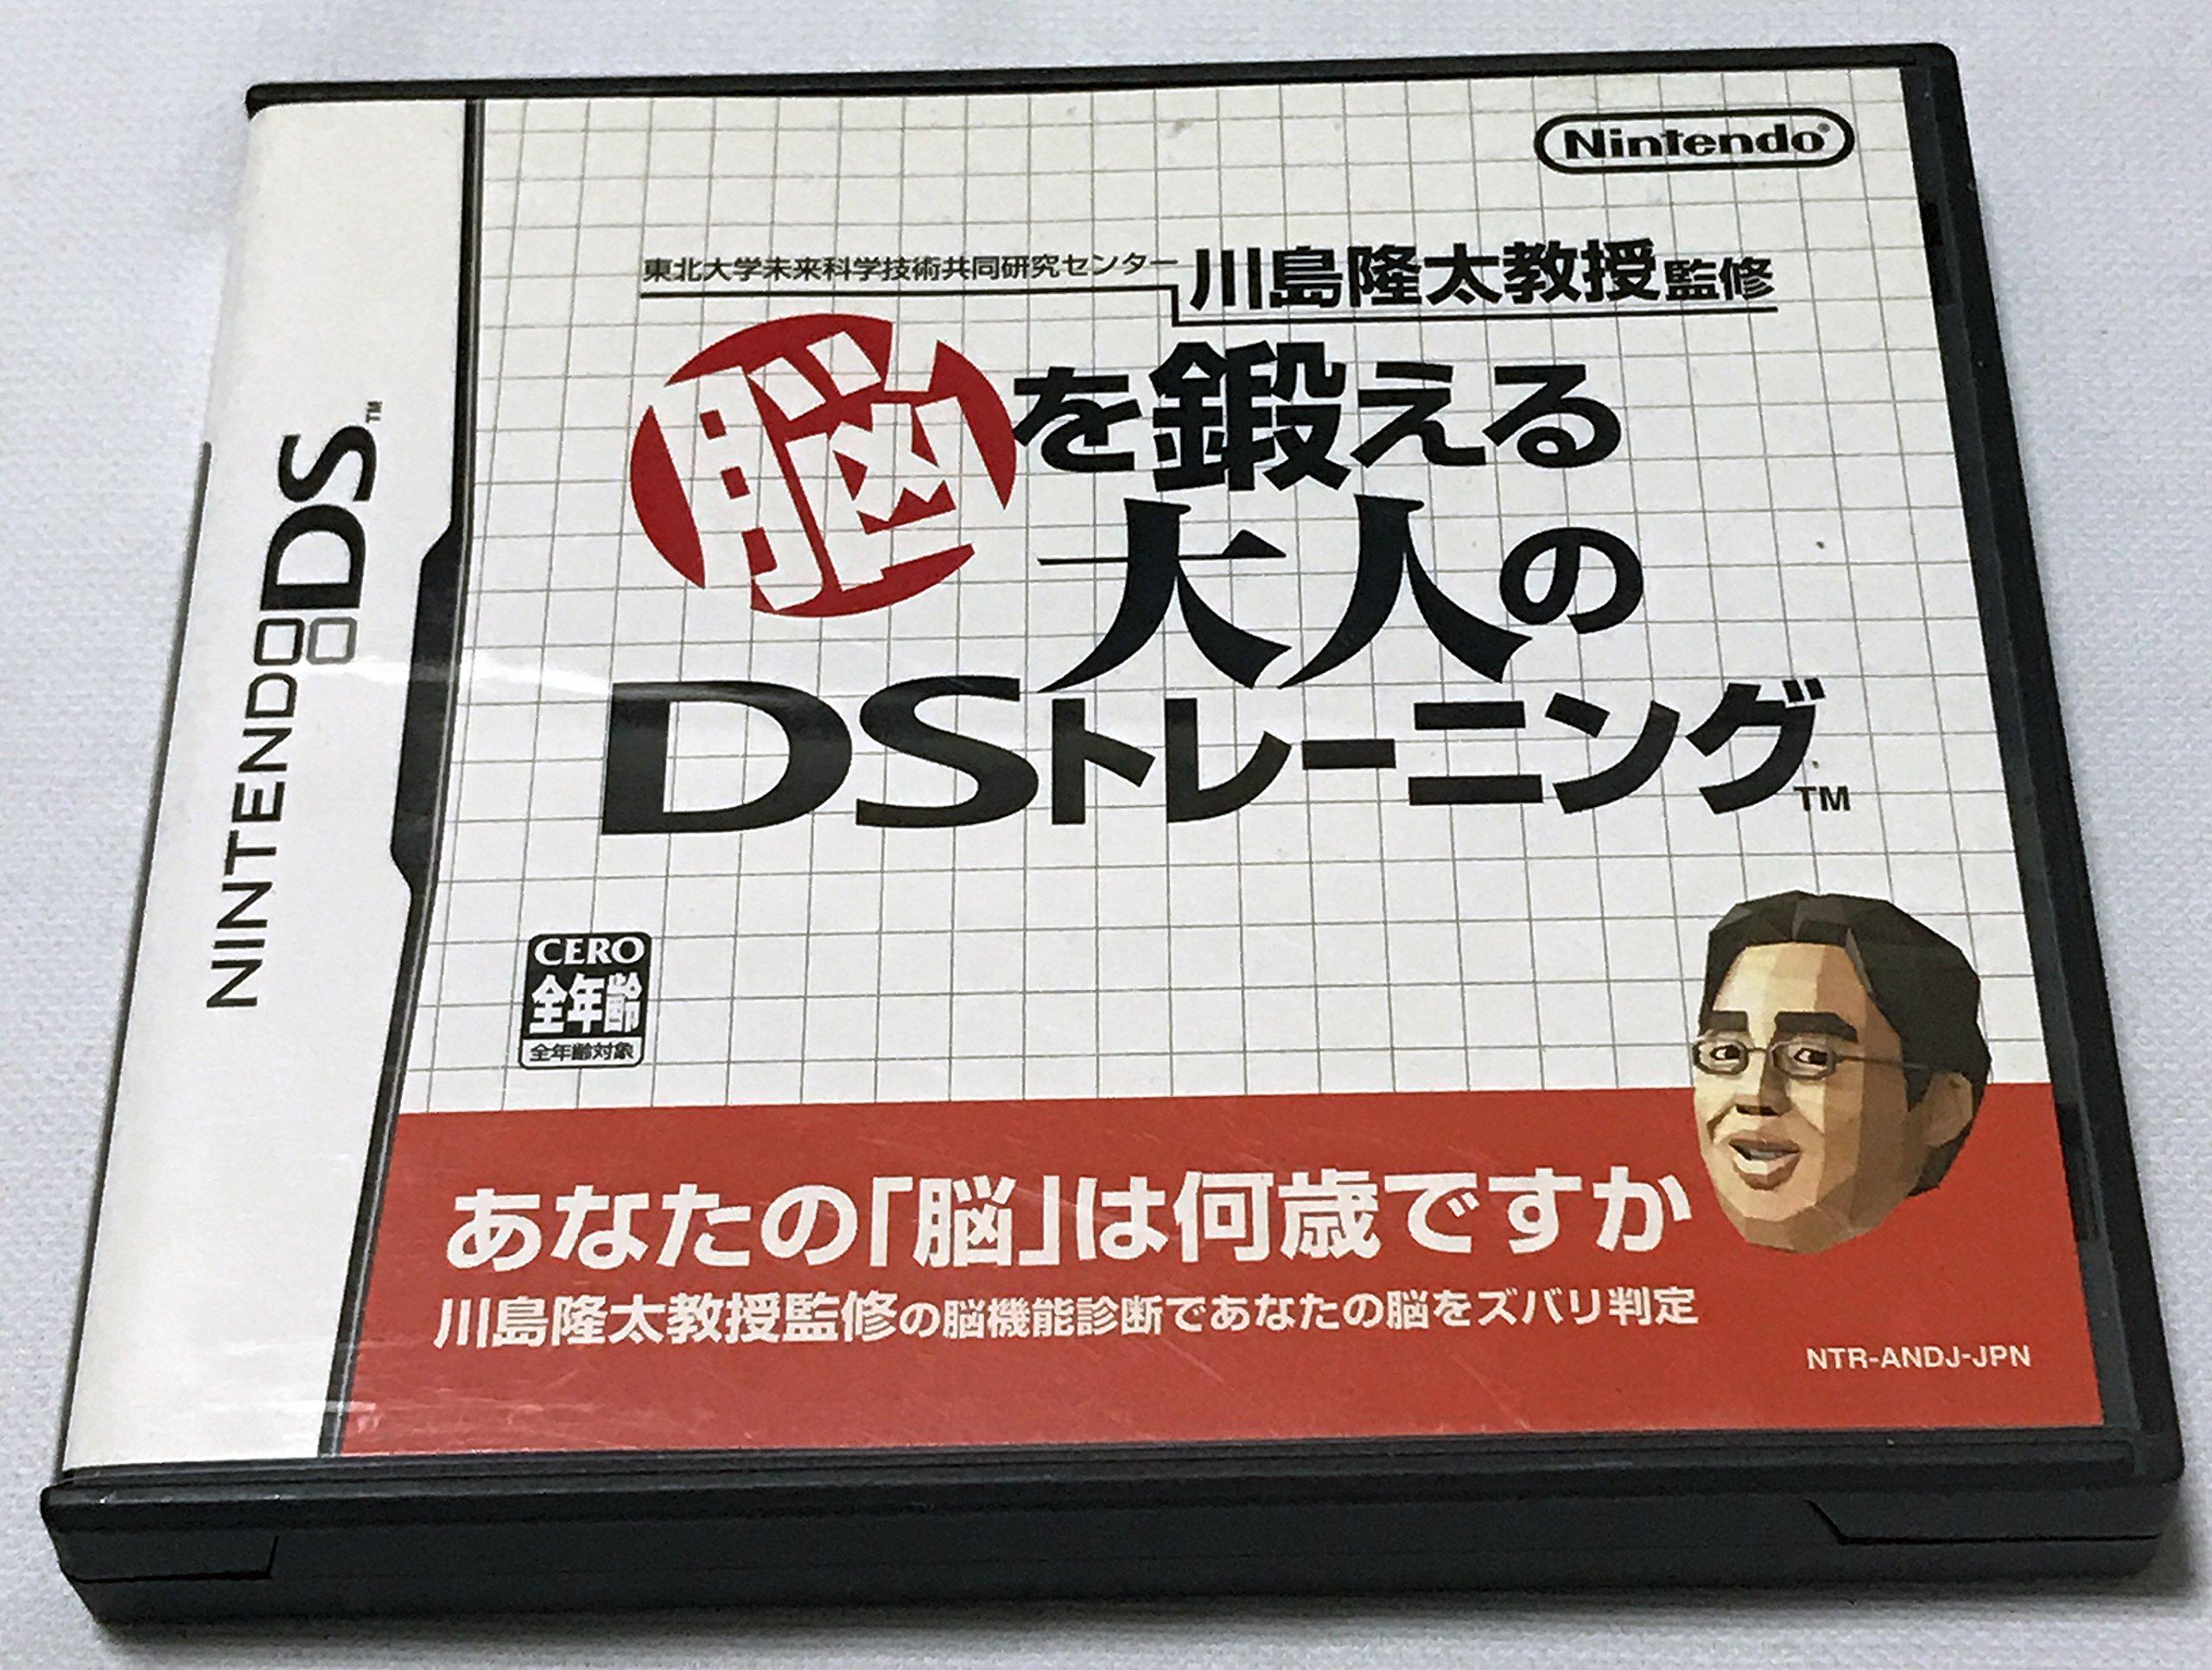 NINTENDO DS™
Nintendo®
東北大学未来科学技術共同研究センター 川島隆太教授監修
脳を鍛える
大人の
DSトレーニング™
CERO
全年齢
全年齢対象
あなたの「脳」は何歳ですか
川島隆太教授監修の脳機能診断であなたの脳をズバリ判定
NTR-ANDJ-JPN